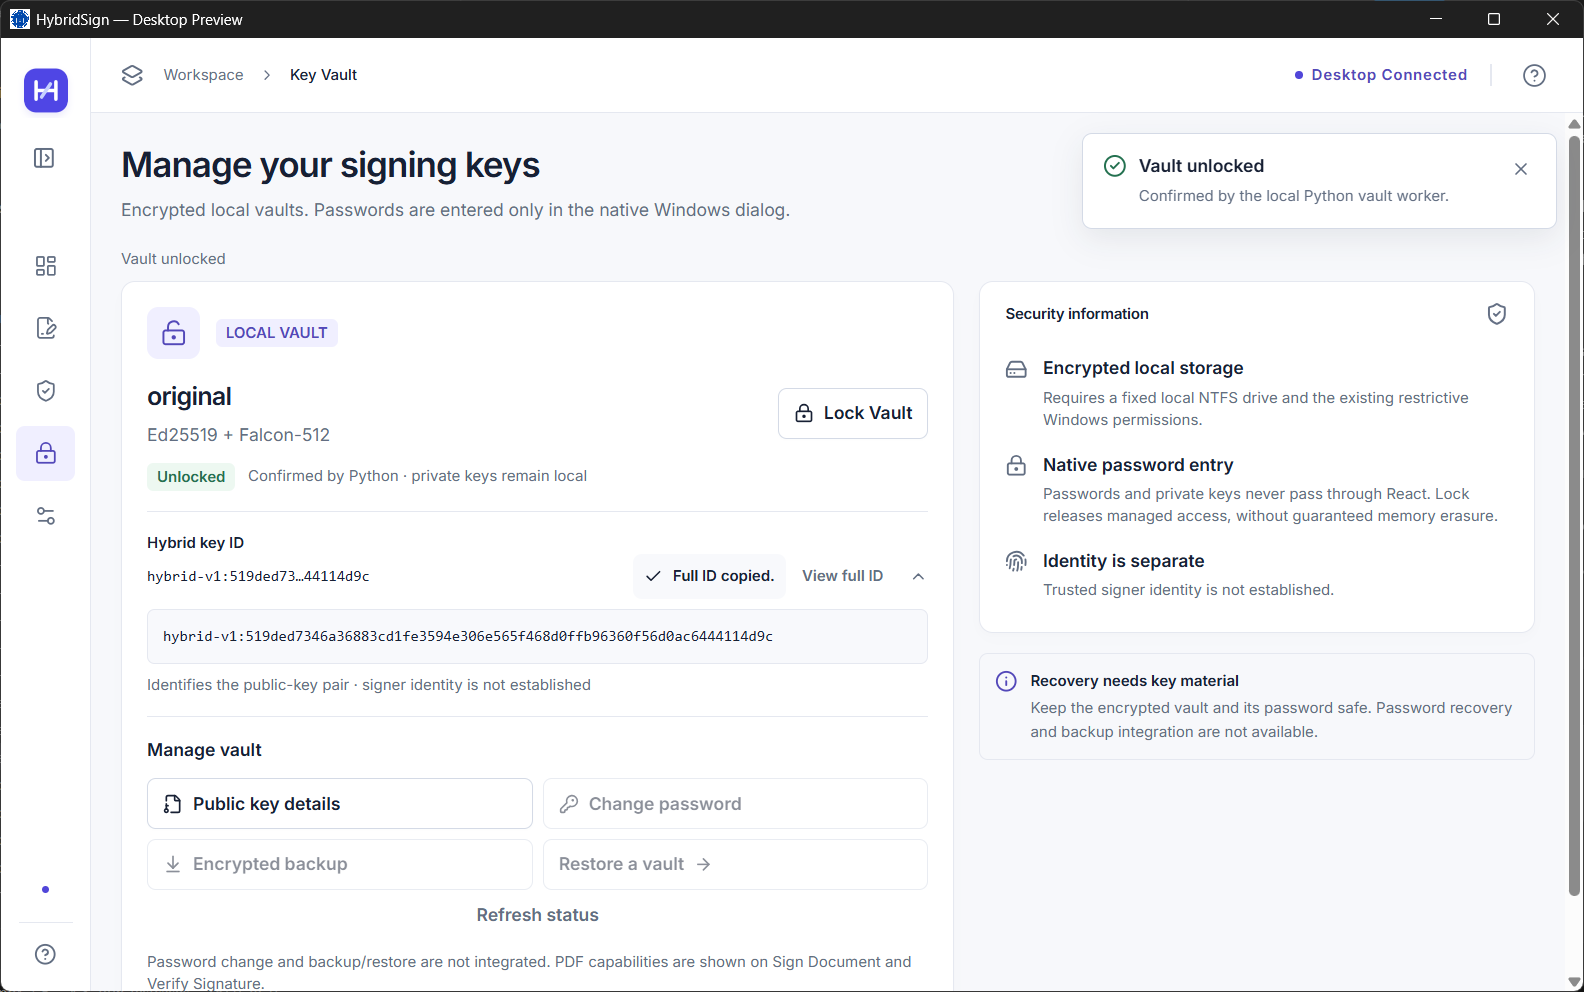 HybridSign — Desktop Preview
Workspace > Key Vault
Desktop Connected
Manage your signing keys
Encrypted local vaults. Passwords are entered only in the native Windows dialog.
Vault unlocked
Confirmed by the local Python vault worker.
Vault unlocked
LOCAL VAULT
original
Ed25519 + Falcon-512
Lock Vault
Unlocked
Confirmed by Python · private keys remain local
Hybrid key ID
hybrid-v1:519ded73…44114d9c
Full ID copied.
View full ID
hybrid-v1:519ded7346a36883cd1fe3594e306e565f468d0ffb96360f56d0ac6444114d9c
Identifies the public-key pair · signer identity is not established
Manage vault
Public key details
Change password
Encrypted backup
Restore a vault →
Refresh status
Password change and backup/restore are not integrated. PDF capabilities are shown on Sign Document and
Verify Signature.
Security information
Encrypted local storage
Requires a fixed local NTFS drive and the existing restrictive
Windows permissions.
Native password entry
Passwords and private keys never pass through React. Lock
releases managed access, without guaranteed memory erasure.
Identity is separate
Trusted signer identity is not established.
Recovery needs key material
Keep the encrypted vault and its password safe. Password recovery
and backup integration are not available.